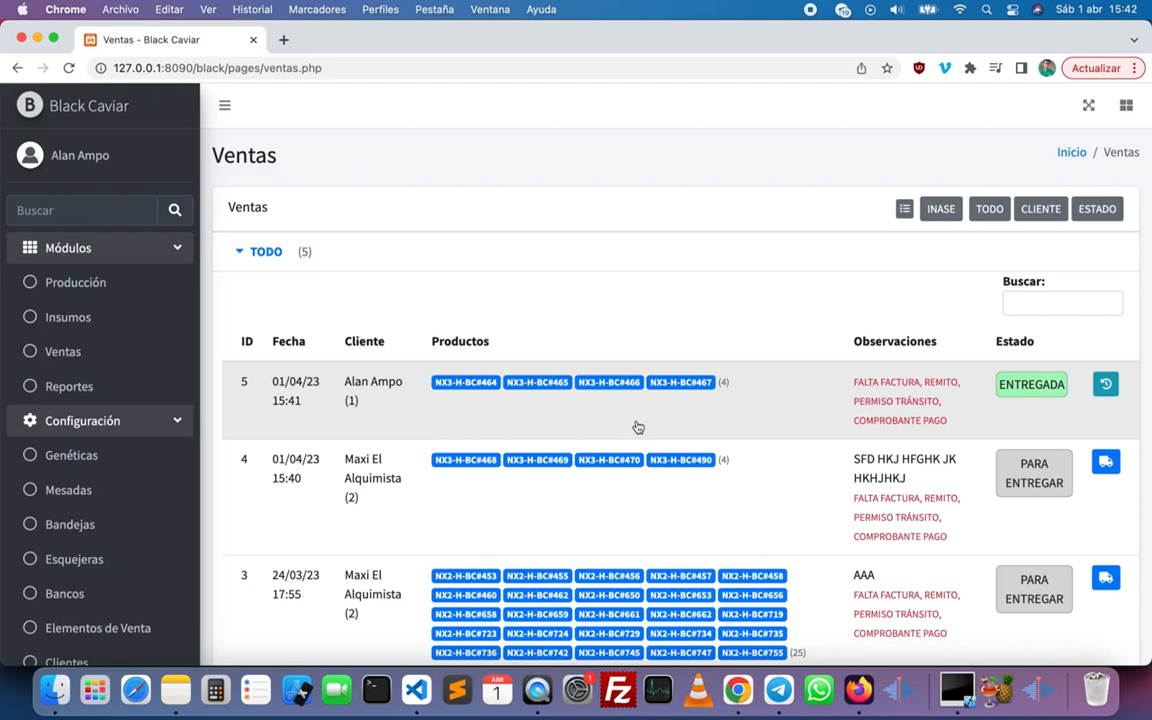 Chrome Archivo Editar Ver Historial Marcadores Perfiles Pestaña Ventana Ayuda 19 Sáb 1 abr 15:42
Ventas - Black Caviar
127.0.0.1:8090/black/pages/ventas.php Actualizar
B Black Caviar
Alan Ampo
Buscar
Módulos
Producción
Insumos
Ventas
Reportes
Configuración
Genéticas
Mesadas
Bandejas
Esquejeras
Bancos
Elementos de Venta
Clientes
Ventas
Inicio / Ventas
Ventas INASE TODO CLIENTE ESTADO
TODO (5)
Buscar:
ID Fecha Cliente Productos Observaciones Estado
5 01/04/23 Alan Ampo NX3-H-BC#464 NX3-H-BC#465 NX3-H-BC#466 NX3-H-BC#467 (4) FALTA FACTURA, REMITO, ENTREGADA
15:41 (1) PERMISO TRÁNSITO,
COMPROBANTE PAGO
4 01/04/23 Maxi El NX3-H-BC#468 NX3-H-BC#469 NX3-H-BC#470 NX3-H-BC#490 (4) SFD HKJ HFGHK JK PARA
15:40 Alquimista HKHJHKJ ENTREGAR
(2) FALTA FACTURA, REMITO,
PERMISO TRÁNSITO,
COMPROBANTE PAGO
3 24/03/23 Maxi El NX2-H-BC#453 NX2-H-BC#455 NX2-H-BC#456 NX2-H-BC#457 NX2-H-BC#458 AAA PARA
17:55 Alquimista NX2-H-BC#460 NX2-H-BC#462 NX2-H-BC#650 NX2-H-BC#653 NX2-H-BC#656 FALTA FACTURA, REMITO, ENTREGAR
(2) NX2-H-BC#658 NX2-H-BC#659 NX2-H-BC#661 NX2-H-BC#662 NX2-H-BC#719 PERMISO TRÁNSITO,
NX2-H-BC#723 NX2-H-BC#724 NX2-H-BC#729 NX2-H-BC#734 NX2-H-BC#735 COMPROBANTE PAGO
NX2-H-BC#736 NX2-H-BC#742 NX2-H-BC#745 NX2-H-BC#747 NX2-H-BC#755 (25)
ABR
1
1
Fz